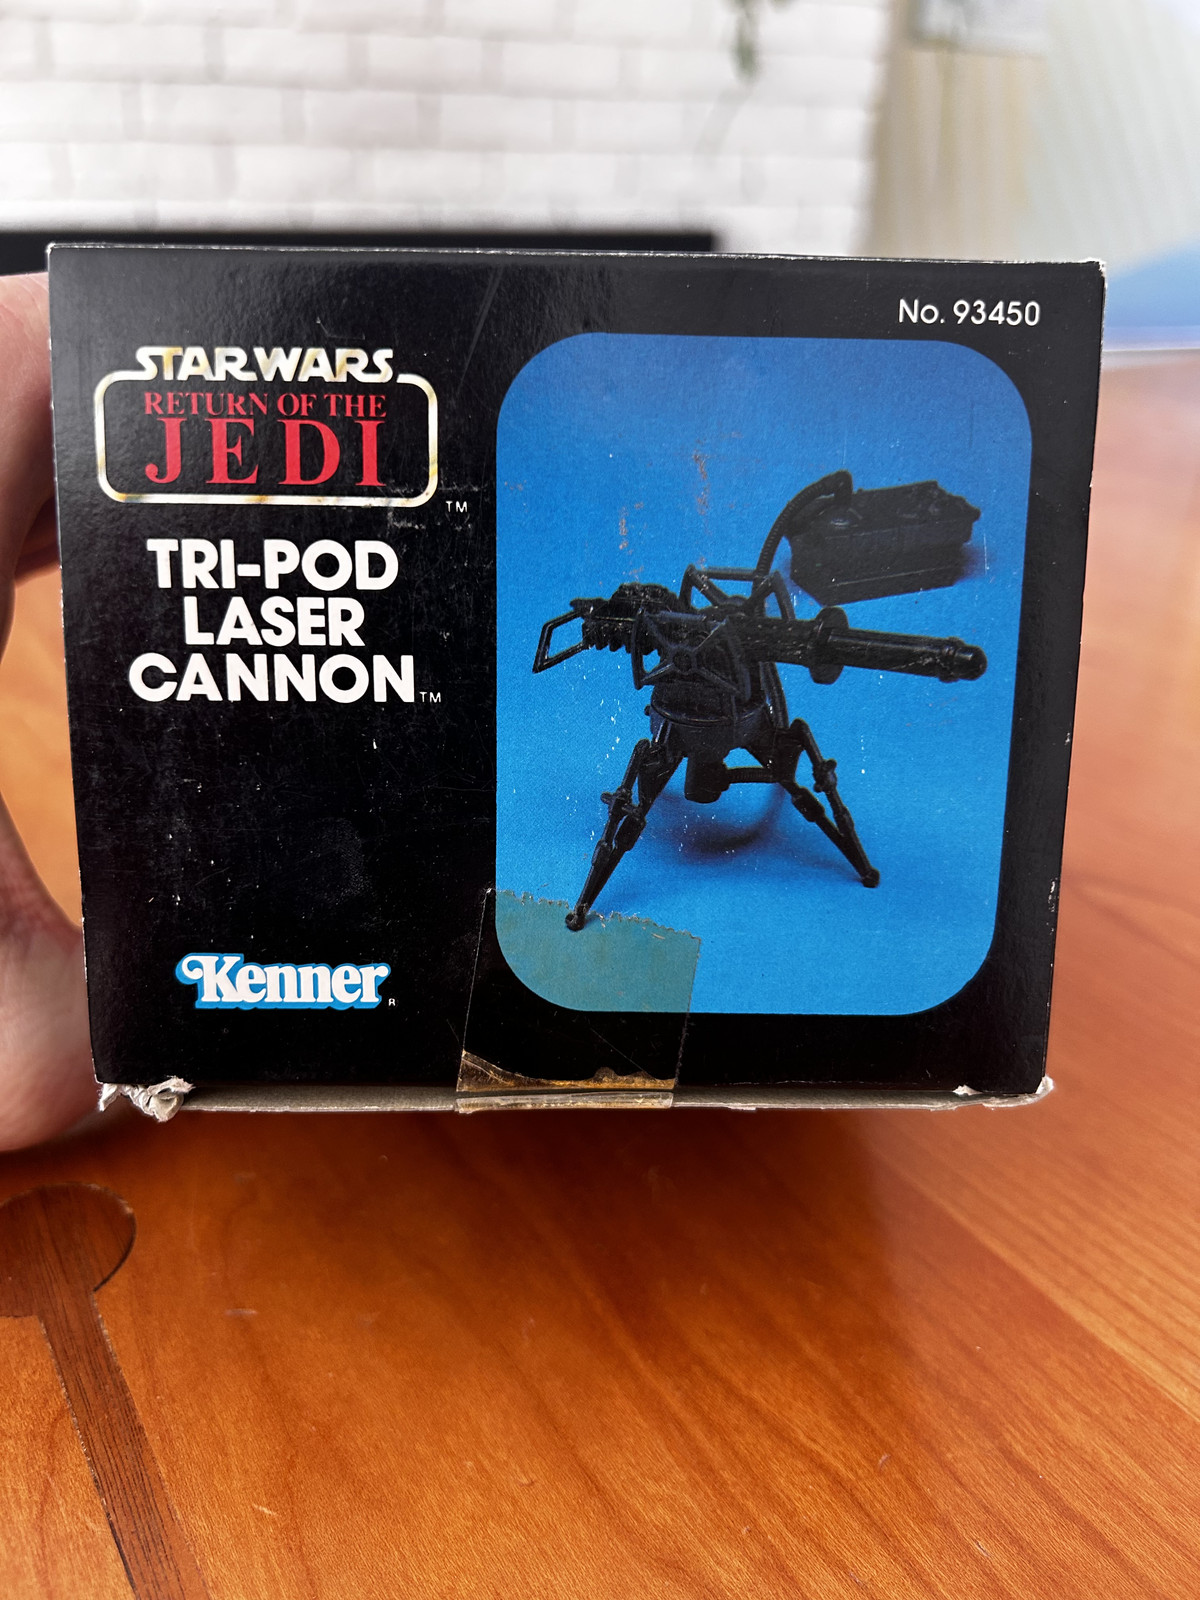 No. 93450
STAR WARS
RETURN OF THE
JEDI
TM
TRI-POD
LASER
CANNON TM
Kenner ®